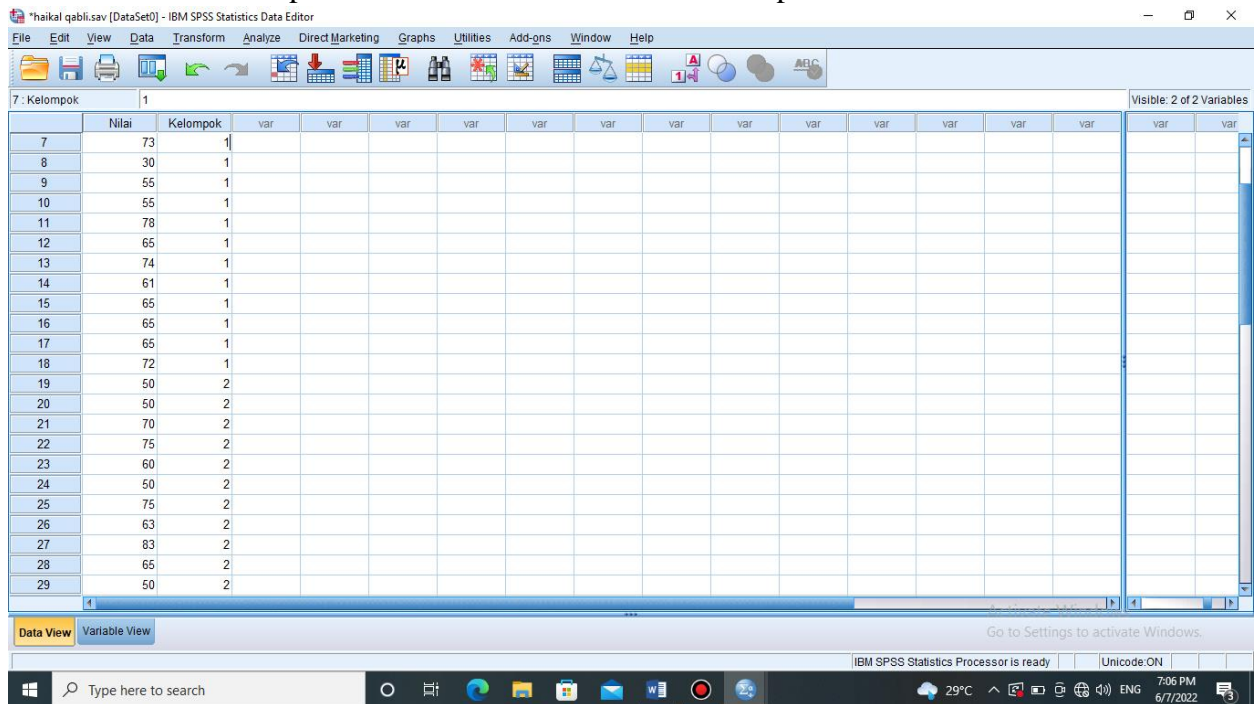 *haikal qabli.sav [DataSet0] - IBM SPSS Statistics Data Editor
File Edit View Data Transform Analyze Direct Marketing Graphs Utilities Add-ons Window Help
7 : Kelompok 1 Visible: 2 of 2 Variables
Nilai Kelompok var var var var var var var var var var var var var var var
7 73 1
8 30 1
9 55 1
10 55 1
11 78 1
12 65 1
13 74 1
14 61 1
15 65 1
16 65 1
17 65 1
18 72 1
19 50 2
20 50 2
21 70 2
22 75 2
23 60 2
24 50 2
25 75 2
26 63 2
27 83 2
28 65 2
29 50 2
Data View Variable View
Go to Settings to activate Windows.
IBM SPSS Statistics Processor is ready Unicode:ON
Type here to search 29°C ENG 7:06 PM
6/7/2022